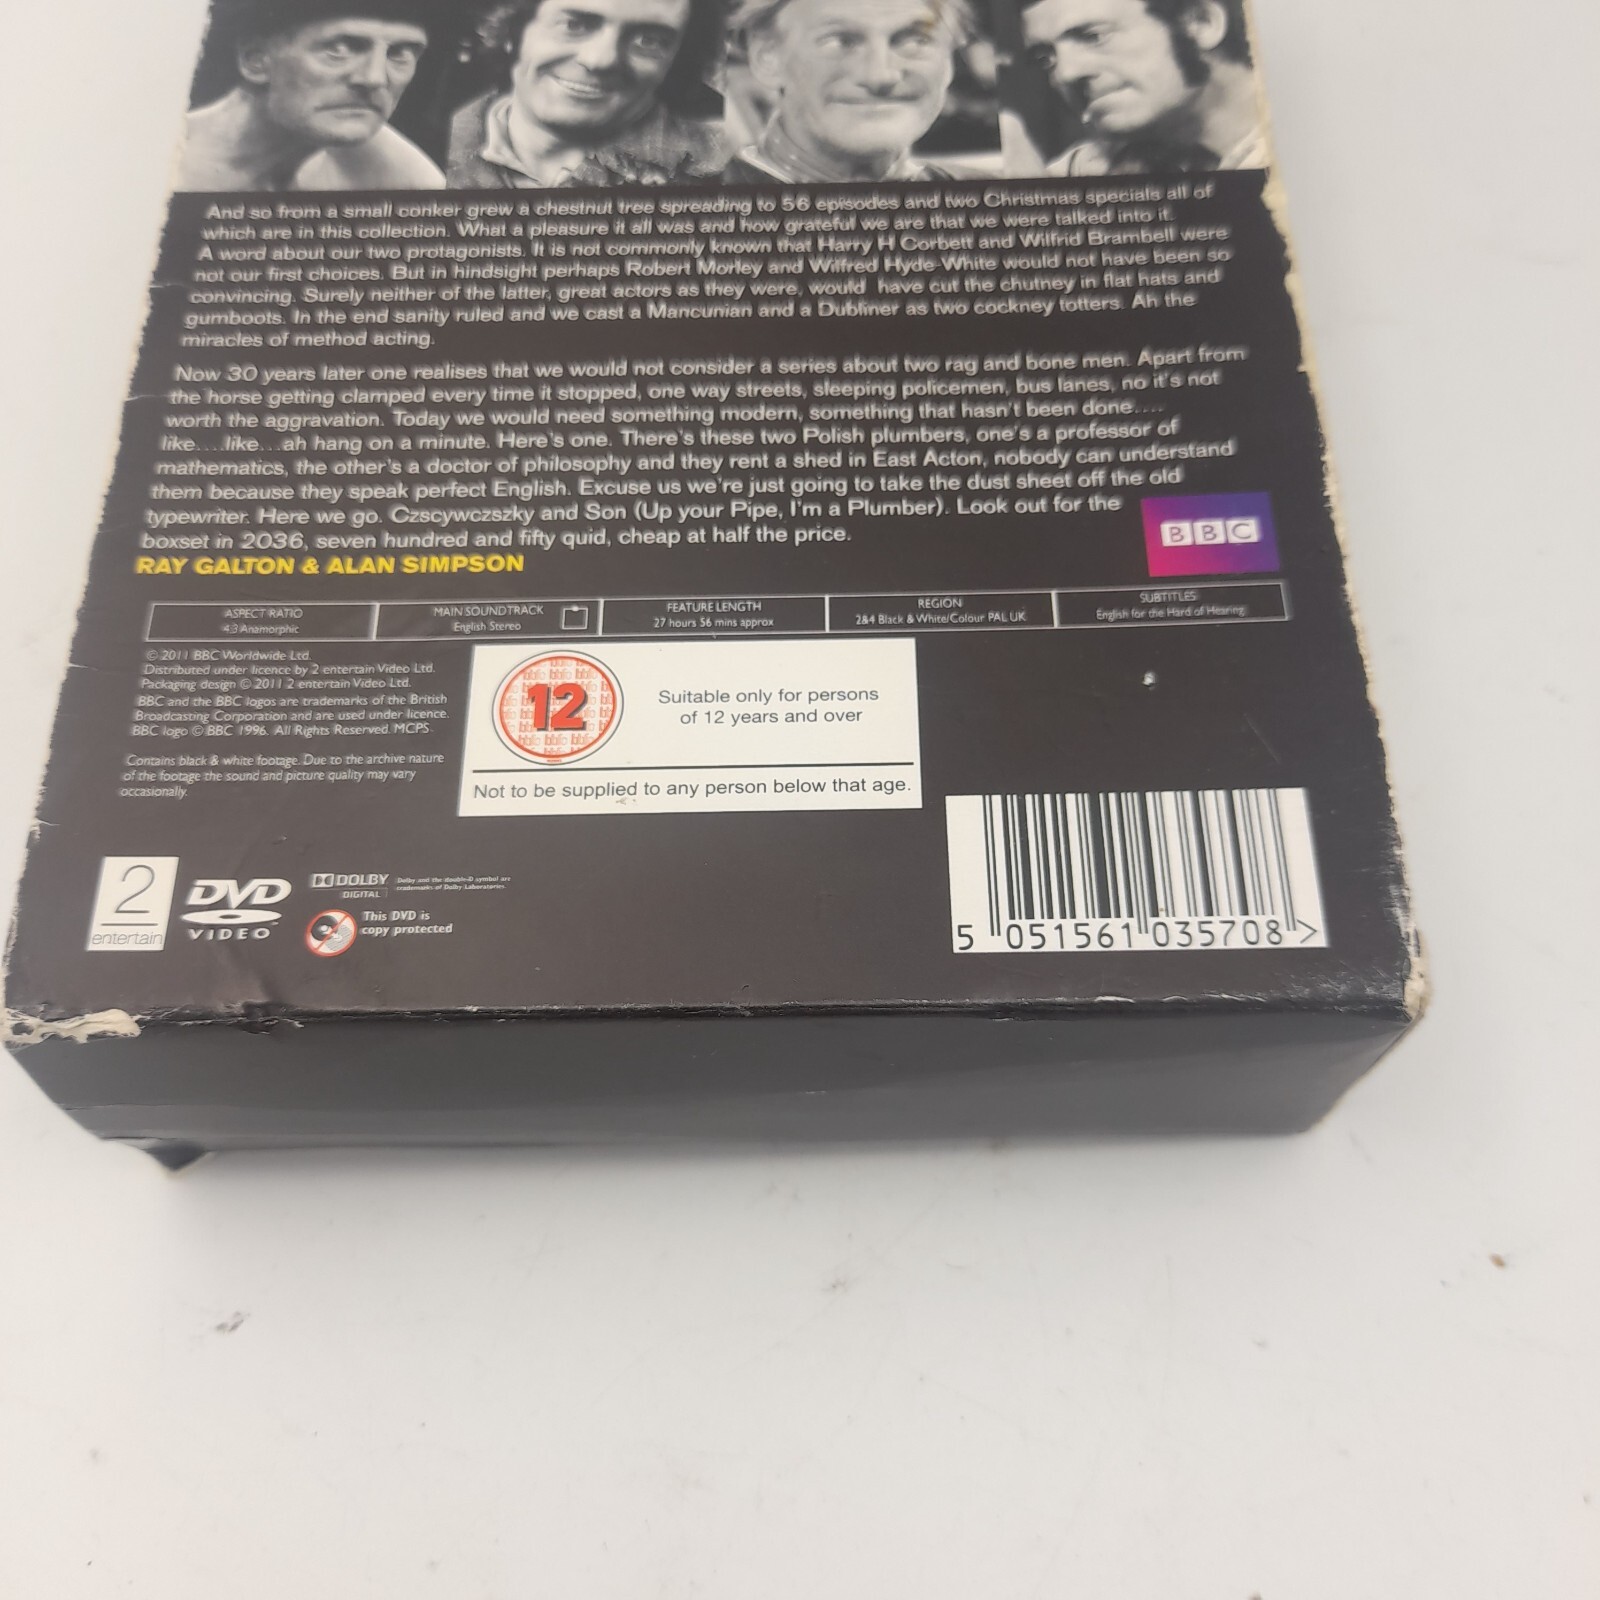 And so from a small conker grew a chestnut tree spreading to 56 episodes and two Christmas specials all of
which are in this collection. What a pleasure it all was and how grateful we are that we were talked into it.
A word about our two protagonists. It is not commonly known that Harry H Corbett and Wilfrid Brambell were
not our first choices. But in hindsight perhaps Robert Morley and Wilfred Hyde-White would not have been so
convincing. Surely neither of the latter, great actors as they were, would have cut the chutney in flat hats and
gumboots. In the end sanity ruled and we cast a Mancunian and a Dubliner as two cockney totters. Ah the
miracles of method acting.
Now 30 years later one realises that we would not consider a series about two rag and bone men. Apart from
the horse getting clamped every time it stopped, one way streets, sleeping policemen, bus lanes, no it's not
worth the aggravation. Today we would need something modern, something that hasn't been done....
like....like...ah hang on a minute. Here's one. There's these two Polish plumbers, one's a professor of
mathematics, the other's a doctor of philosophy and they rent a shed in East Acton, nobody can understand
them because they speak perfect English. Excuse us we're just going to take the dust sheet off the old
typewriter. Here we go. Czscywczszky and Son (Up your Pipe, I'm a Plumber). Look out for the
boxset in 2036, seven hundred and fifty quid, cheap at half the price.
RAY GALTON & ALAN SIMPSON
BBC
ASPECT RATIO
4:3 Anamorphic
MAIN SOUNDTRACK
English Stereo
FEATURE LENGTH
27 hours 56 mins approx
REGION
2&4 Black & White/Colour PAL UK
SUBTITLES
English for the Hard of Hearing
© 2011 BBC Worldwide Ltd.
Distributed under licence by 2 entertain Video Ltd.
Packaging design © 2011 2 entertain Video Ltd.
BBC and the BBC logos are trademarks of the British
Broadcasting Corporation and are used under licence.
BBC logo © BBC 1996. All Rights Reserved. MCPS.
Contains black & white footage. Due to the archive nature
of the footage the sound and picture quality may vary
occasionally.
12
Suitable only for persons
of 12 years and over
Not to be supplied to any person below that age.
2
entertain
DVD
VIDEO
DOLBY
DIGITAL
Dolby and the double-D symbol are
trademarks of Dolby Laboratories.
This DVD is
copy protected
5 051561 035708 >